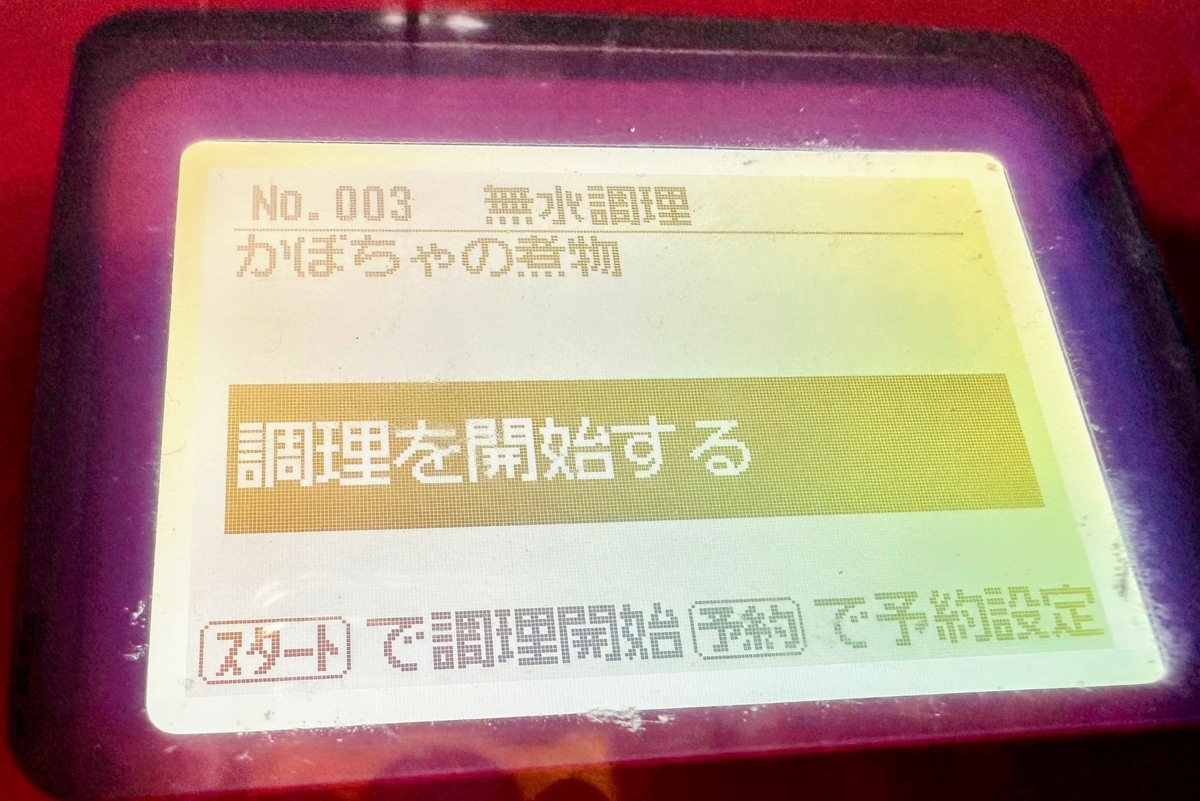 No.003 無水調理
かぼちゃの煮物
調理を開始する
スタート で調理開始 予約 で予約設定